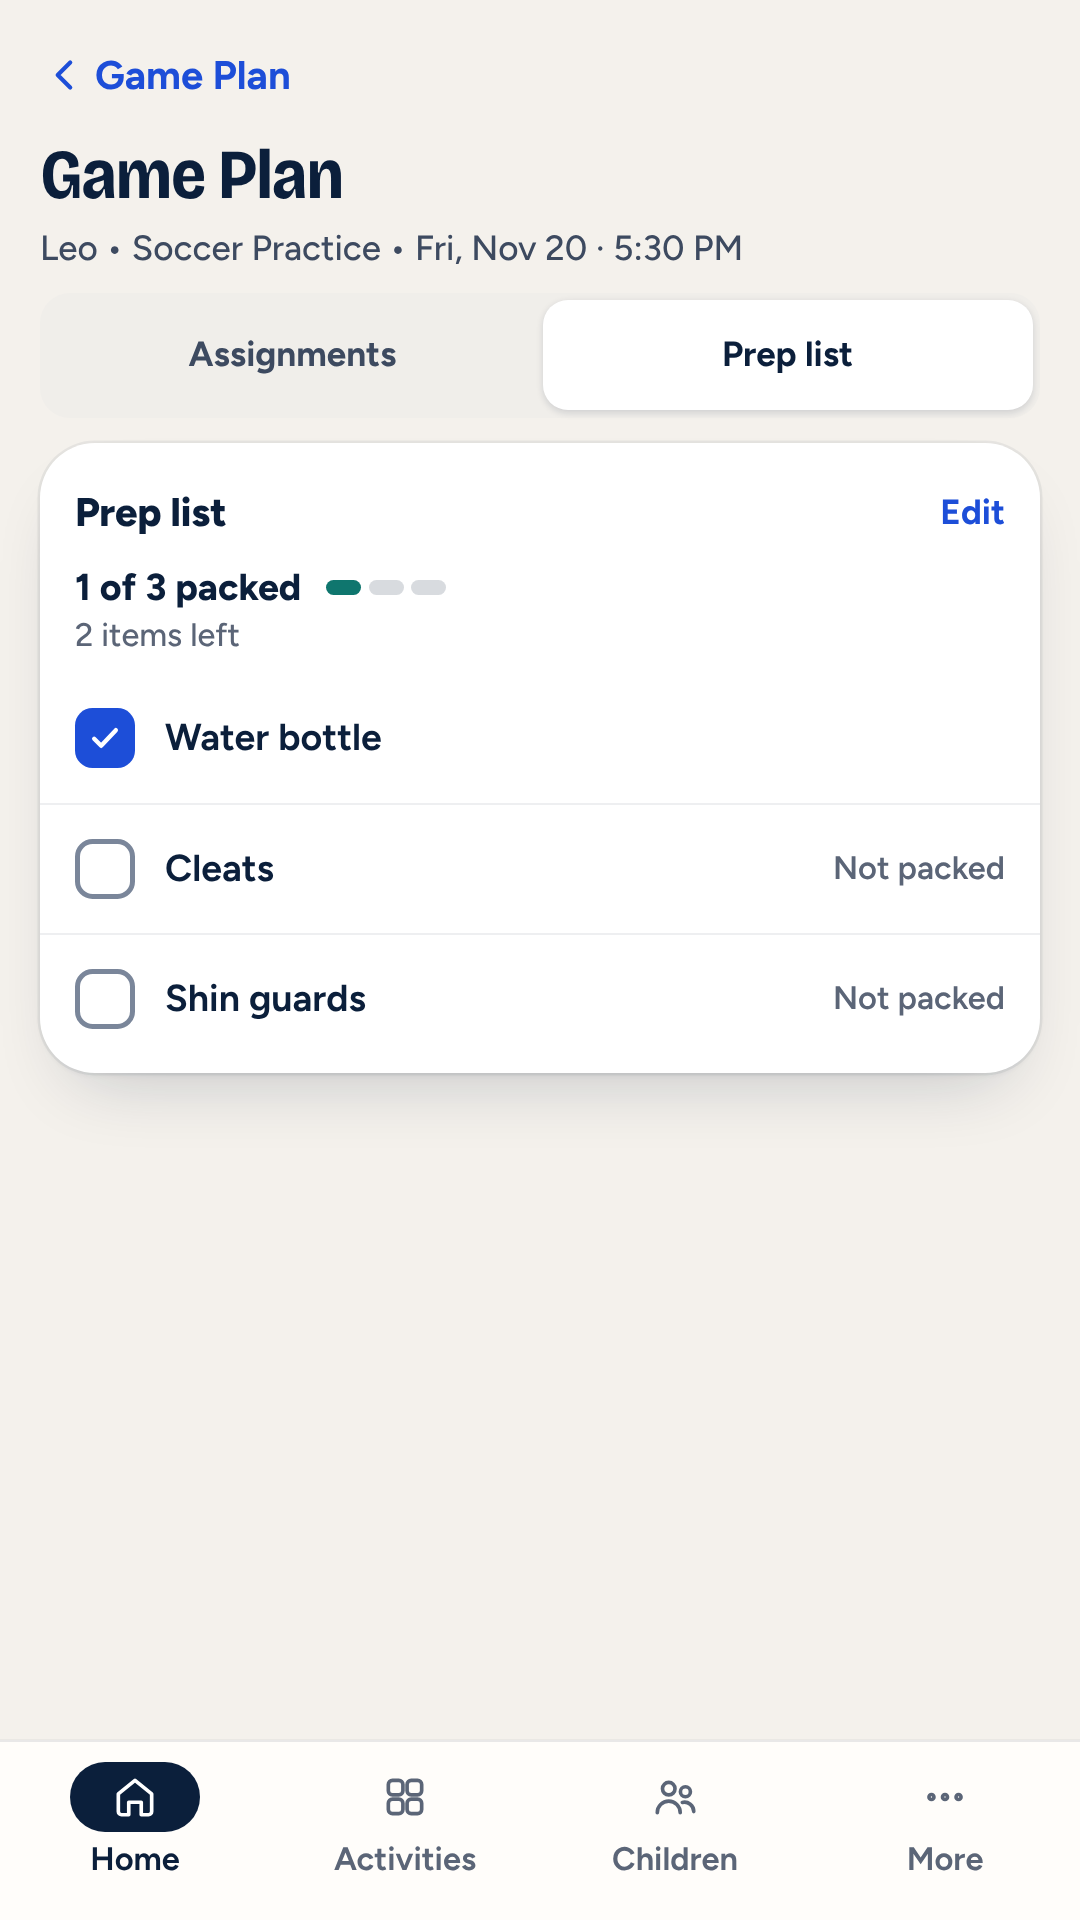 Game Plan
Game Plan
Leo • Soccer Practice • Fri, Nov 20 · 5:30 PM
Assignments
Prep list
Prep list
Edit
1 of 3 packed
2 items left
Water bottle
Cleats
Not packed
Shin guards
Not packed
Home
Activities
Children
More